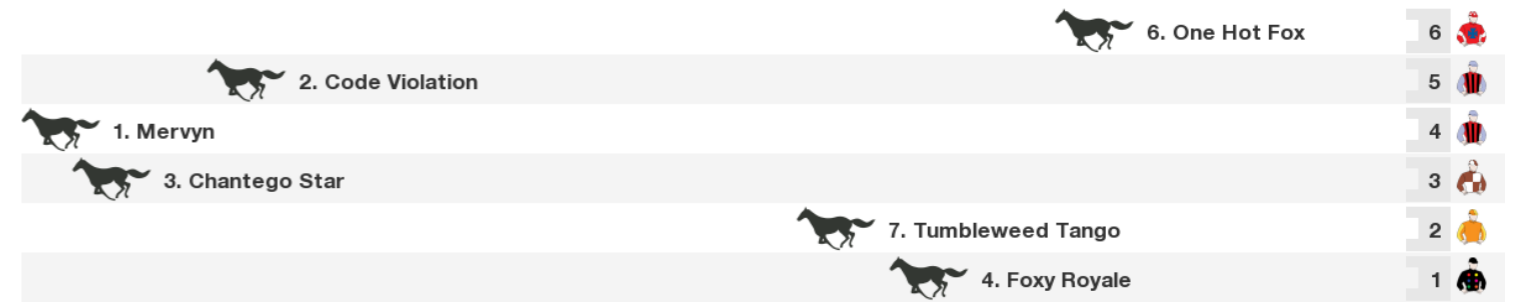 6. One Hot Fox 6
2. Code Violation 5
1. Mervyn 4
3. Chantego Star 3
7. Tumbleweed Tango 2
4. Foxy Royale 1